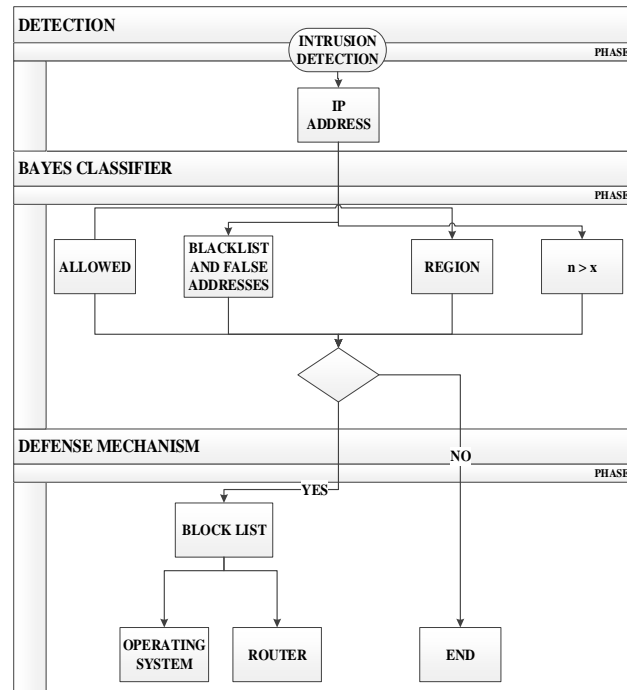 DETECTION
INTRUSION
DETECTION
PHASE
IP
ADDRESS
BAYES CLASSIFIER
PHASE
ALLOWED
BLACKLIST
AND FALSE
ADDRESSES
REGION
n > x
DEFENSE MECHANISM
NO
PHASE
YES
BLOCK LIST
OPERATING
SYSTEM
ROUTER
END